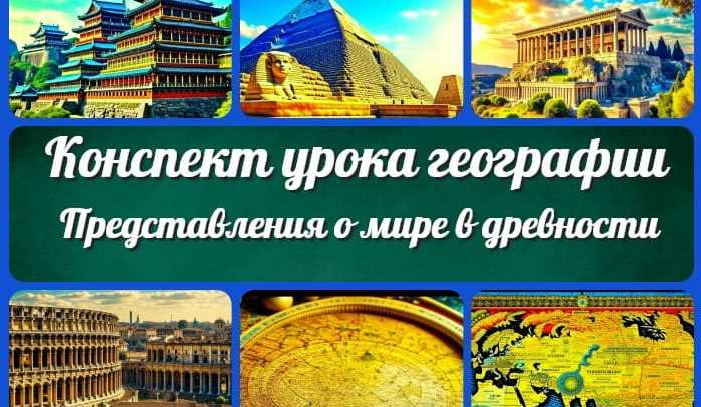 Конспект урока географии
Представления о мире в древности